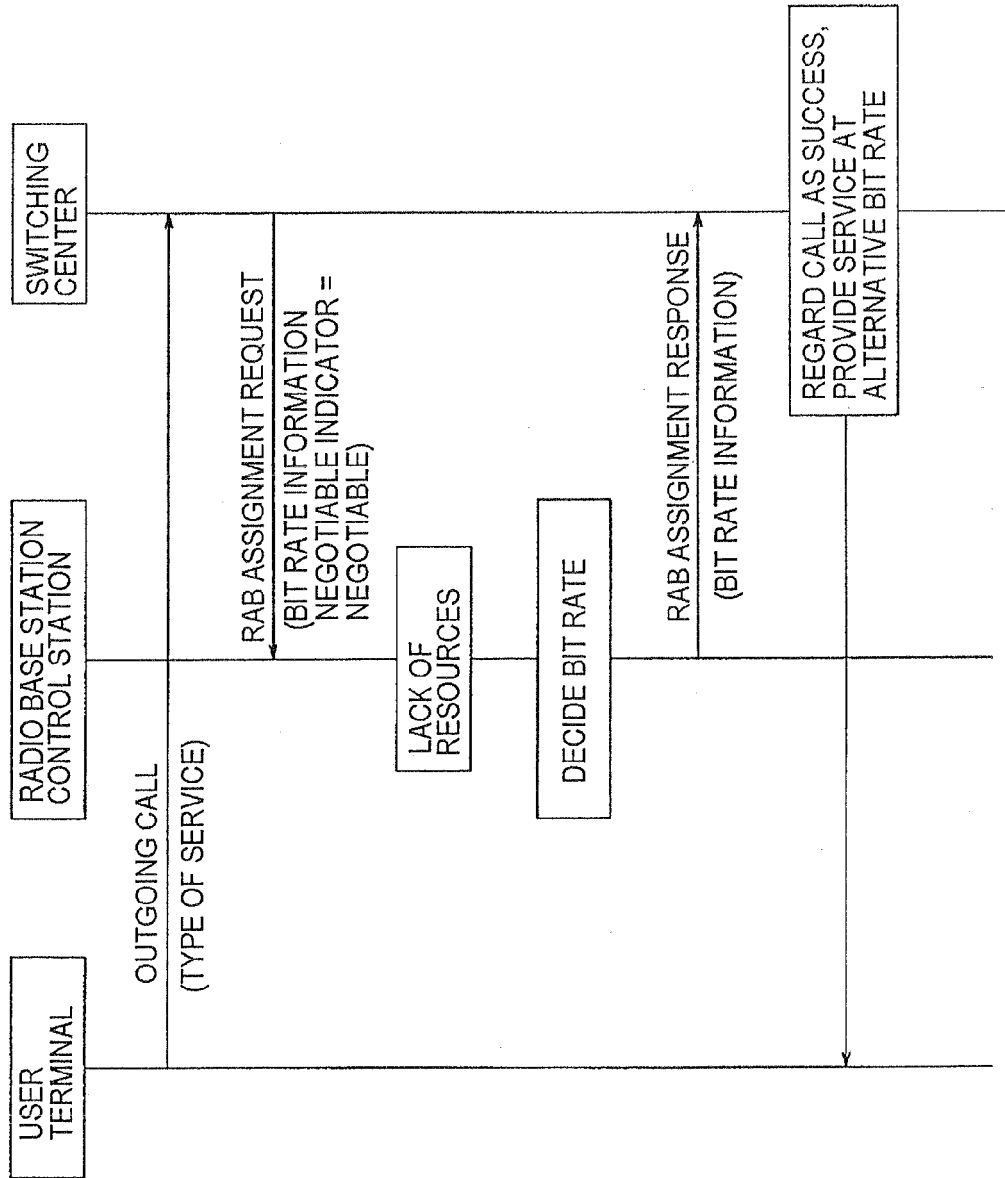 USER
TERMINAL
RADIO BASE STATION
CONTROL STATION
SWITCHING
CENTER
OUTGOING CALL
(TYPE OF SERVICE)
RAB ASSIGNMENT REQUEST
(BIT RATE INFORMATION
NEGOTIABLE INDICATOR =
NEGOTIABLE)
LACK OF
RESOURCES
DECIDE BIT RATE
RAB ASSIGNMENT RESPONSE
(BIT RATE INFORMATION)
REGARD CALL AS SUCCESS,
PROVIDE SERVICE AT
ALTERNATIVE BIT RATE